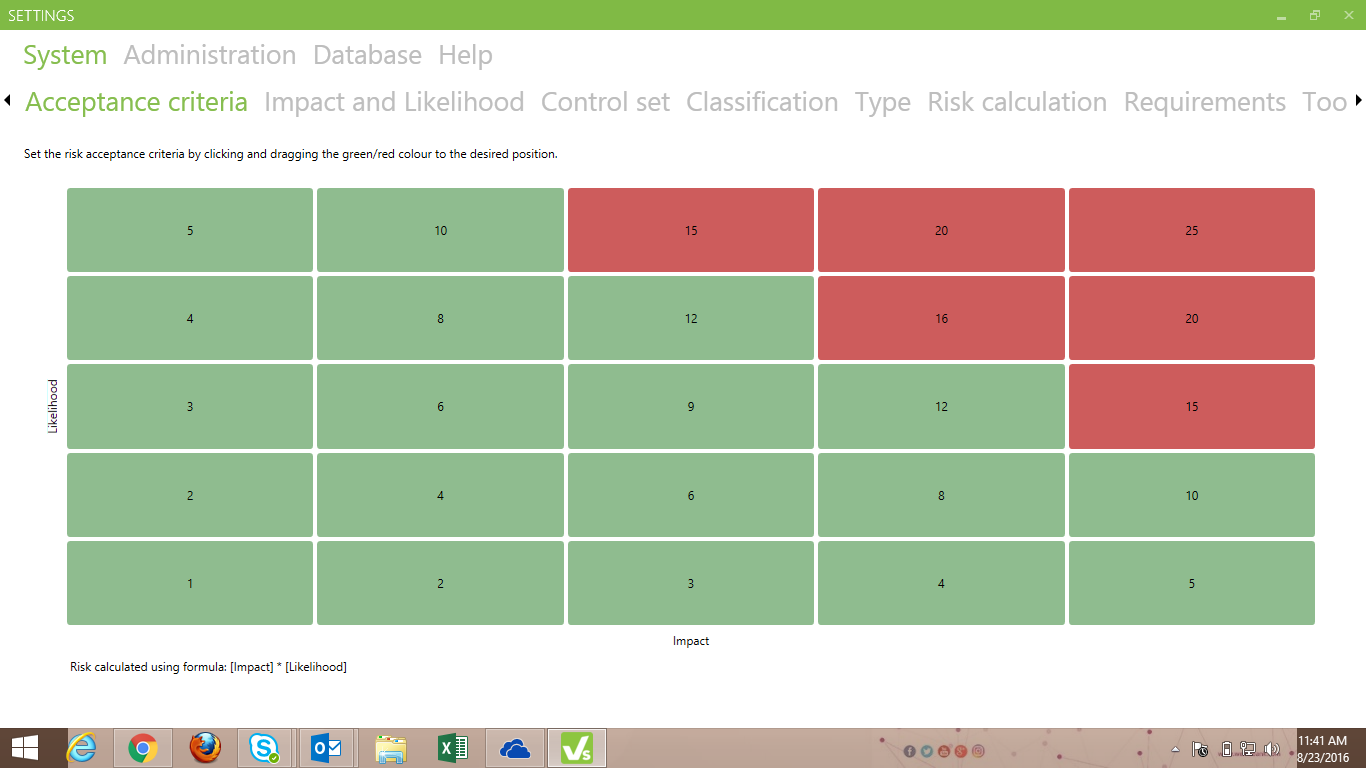 SETTINGS
System Administration Database Help
Acceptance criteria Impact and Likelihood Control set Classification Type Risk calculation Requirements Too
Set the risk acceptance criteria by clicking and dragging the green/red colour to the desired position.
5 10 15 20 25
4 8 12 16 20
Likelihood
3 6 9 12 15
2 4 6 8 10
1 2 3 4 5
Impact
Risk calculated using formula: [Impact] * [Likelihood]
11:41 AM
8/23/2016